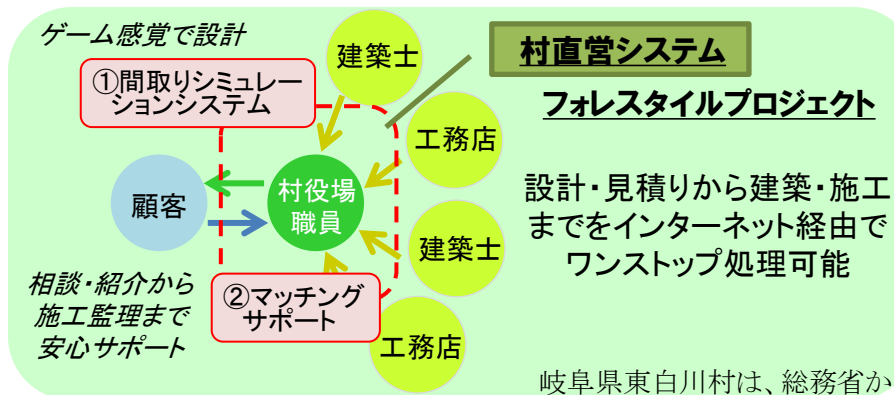 ゲーム感覚で設計
①間取りシミュレー
ションシステム
建築士
村直営システム
フォレスタイルプロジェクト
工務店
顧客
村役場
職員
設計・見積りから建築・施工
までをインターネット経由で
ワンストップ処理可能
建築士
相談・紹介から
施工監理まで
安心サポート
②マッチング
サポート
工務店
岐阜県東白川村は、総務省か